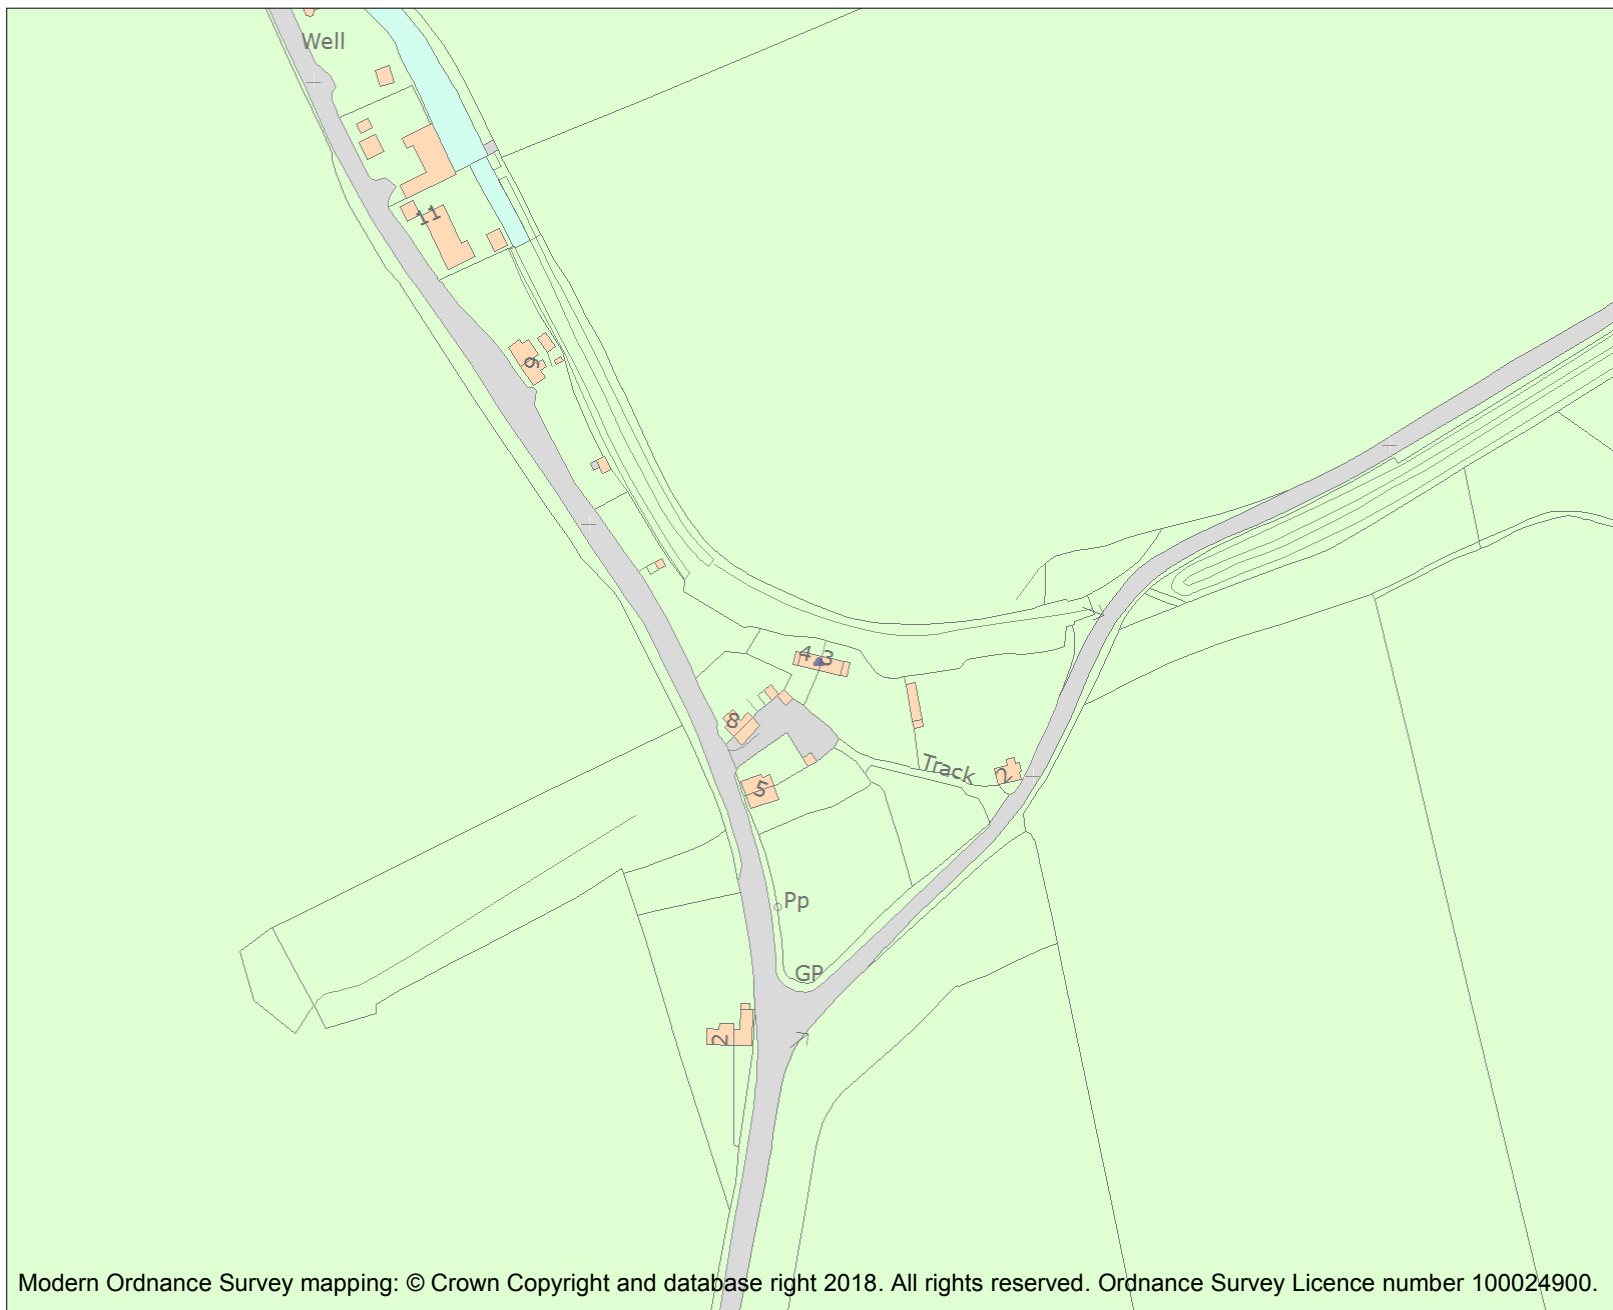 Well
11
9
4 3
8
Track
2
5
Pp
GP
2
Modern Ordnance Survey mapping: © Crown Copyright and database right 2018. All rights reserved. Ordnance Survey Licence number 100024900.